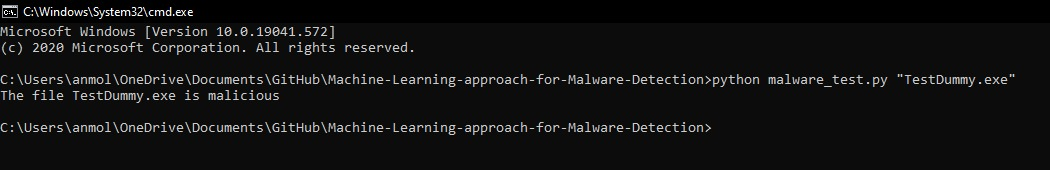 C:\Windows\System32\cmd.exe
Microsoft Windows [Version 10.0.19041.572]
(c) 2020 Microsoft Corporation. All rights reserved.
C:\Users\anmol\OneDrive\Documents\GitHub\Machine-Learning-approach-for-Malware-Detection>python malware_test.py "TestDummy.exe"
The file TestDummy.exe is malicious
C:\Users\anmol\OneDrive\Documents\GitHub\Machine-Learning-approach-for-Malware-Detection>